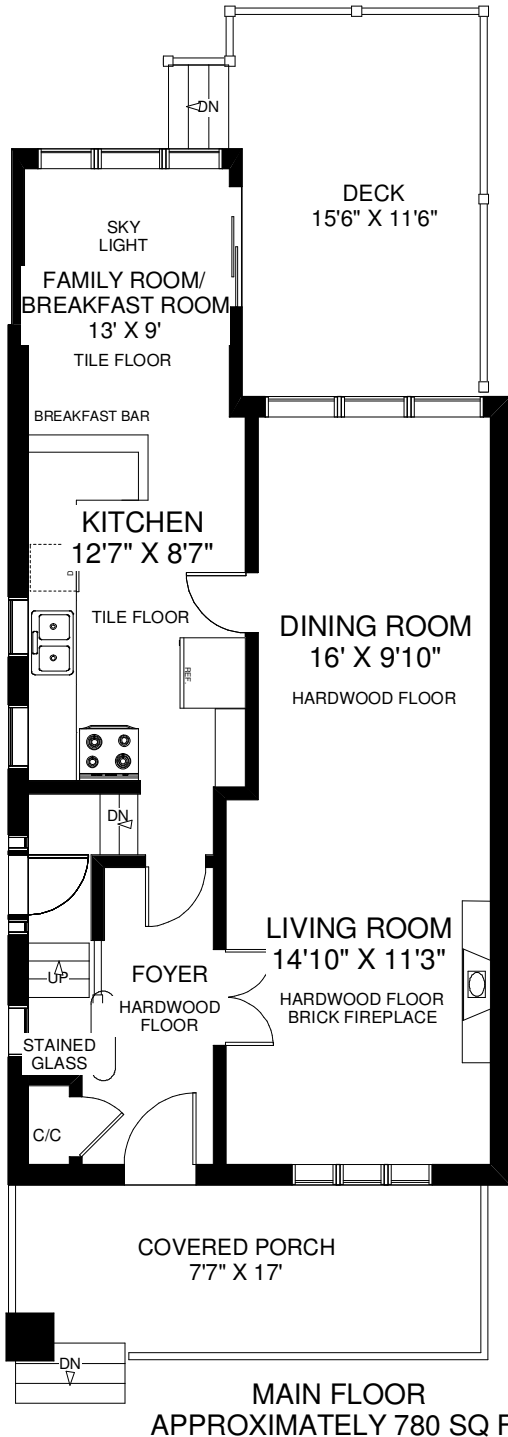 DN
DECK
15'6" X 11'6"
SKY
LIGHT
FAMILY ROOM/
BREAKFAST ROOM
13' X 9'
TILE FLOOR
BREAKFAST BAR
KITCHEN
12'7" X 8'7"
TILE FLOOR
REF.
DINING ROOM
16' X 9'10"
HARDWOOD FLOOR
DN
LIVING ROOM
14'10" X 11'3"
HARDWOOD FLOOR
BRICK FIREPLACE
FOYER
HARDWOOD
FLOOR
UP
STAINED
GLASS
C/C
COVERED PORCH
7'7" X 17'
DN
MAIN FLOOR
APPROXIMATELY 780 SQ F